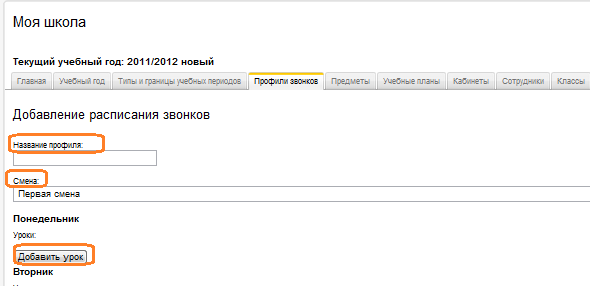 Моя школа
Текущий учебный год: 2011/2012 новый
Главная Учебный год Типы и границы учебных периодов Профили звонков Предметы Учебные планы Кабинеты Сотрудники Классы
Добавление расписания звонков
Название профиля:
Смена:
Первая смена
Понедельник
Уроки:
Добавить урок
Вторник